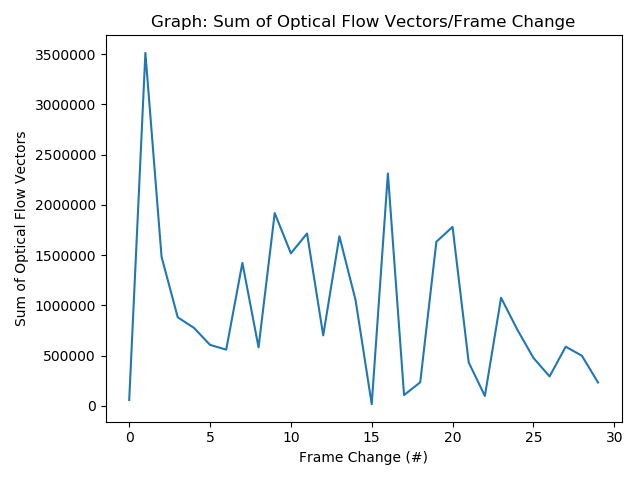 Graph: Sum of Optical Flow Vectors/Frame Change
3500000
3000000
2500000
2000000
1500000
1000000
500000
0
Sum of Optical Flow Vectors
0 5 10 15 20 25 30
Frame Change (#)